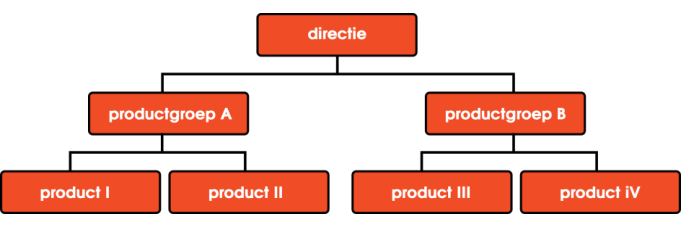 directie
productgroep A
productgroep B
product I
product II
product III
product iV